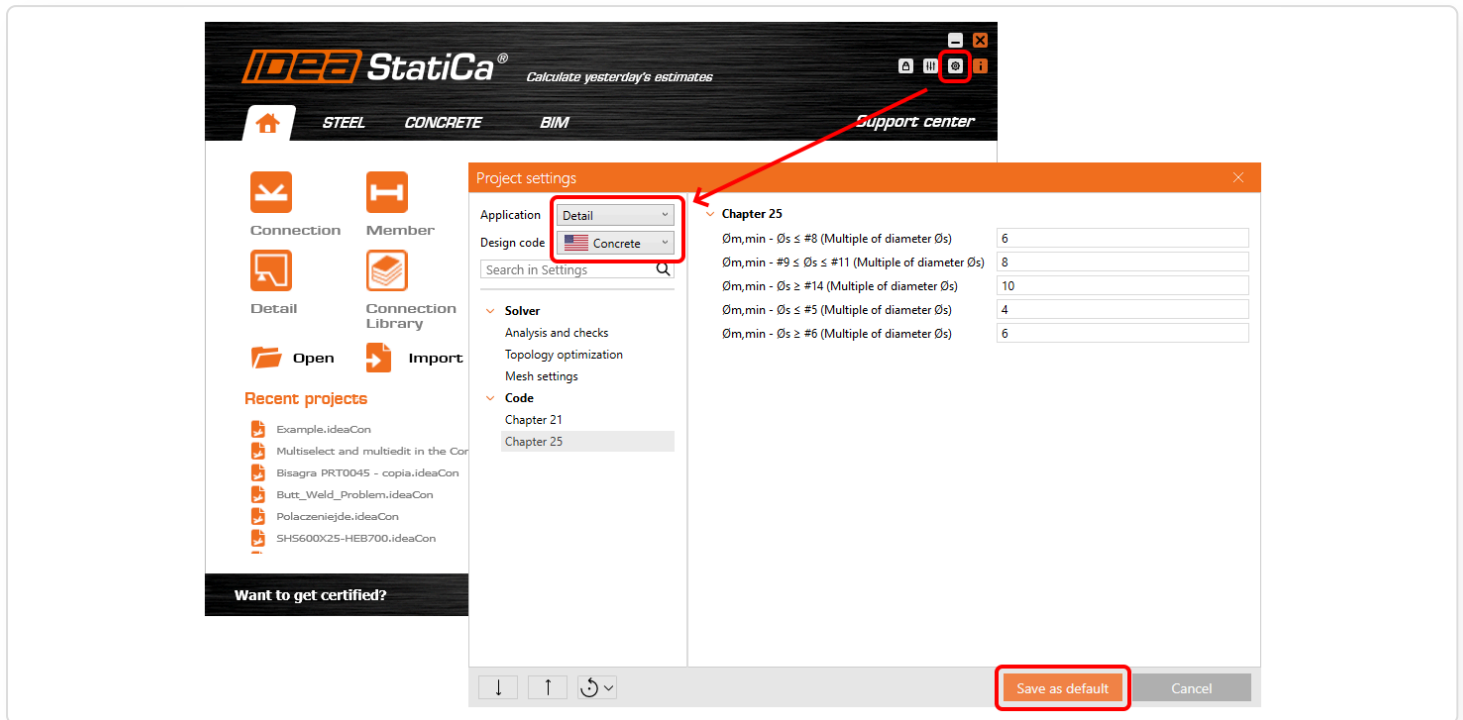 IDEA StatiCa® Calculate yesterday's estimates
STEEL CONCRETE BIM Support center
Connection Member
Detail Connection Library
Open Import
Recent projects
Example.ideaCon
Multiselect and multiedit in the Cor
Bisagra PRT0045 - copia.ideaCon
Butt_Weld_Problem.ideaCon
Polaczeniejde.ideaCon
SHS600X25-HEB700.ideaCon
Want to get certified?
Project settings
Application Detail
Design code Concrete
Search in Settings
Solver
Analysis and checks
Topology optimization
Mesh settings
Code
Chapter 21
Chapter 25
Chapter 25
Øm,min - Øs ≤ #8 (Multiple of diameter Øs) 6
Øm,min - #9 ≤ Øs ≤ #11 (Multiple of diameter Øs) 8
Øm,min - Øs ≥ #14 (Multiple of diameter Øs) 10
Øm,min - Øs ≤ #5 (Multiple of diameter Øs) 4
Øm,min - Øs ≥ #6 (Multiple of diameter Øs) 6
Save as default Cancel